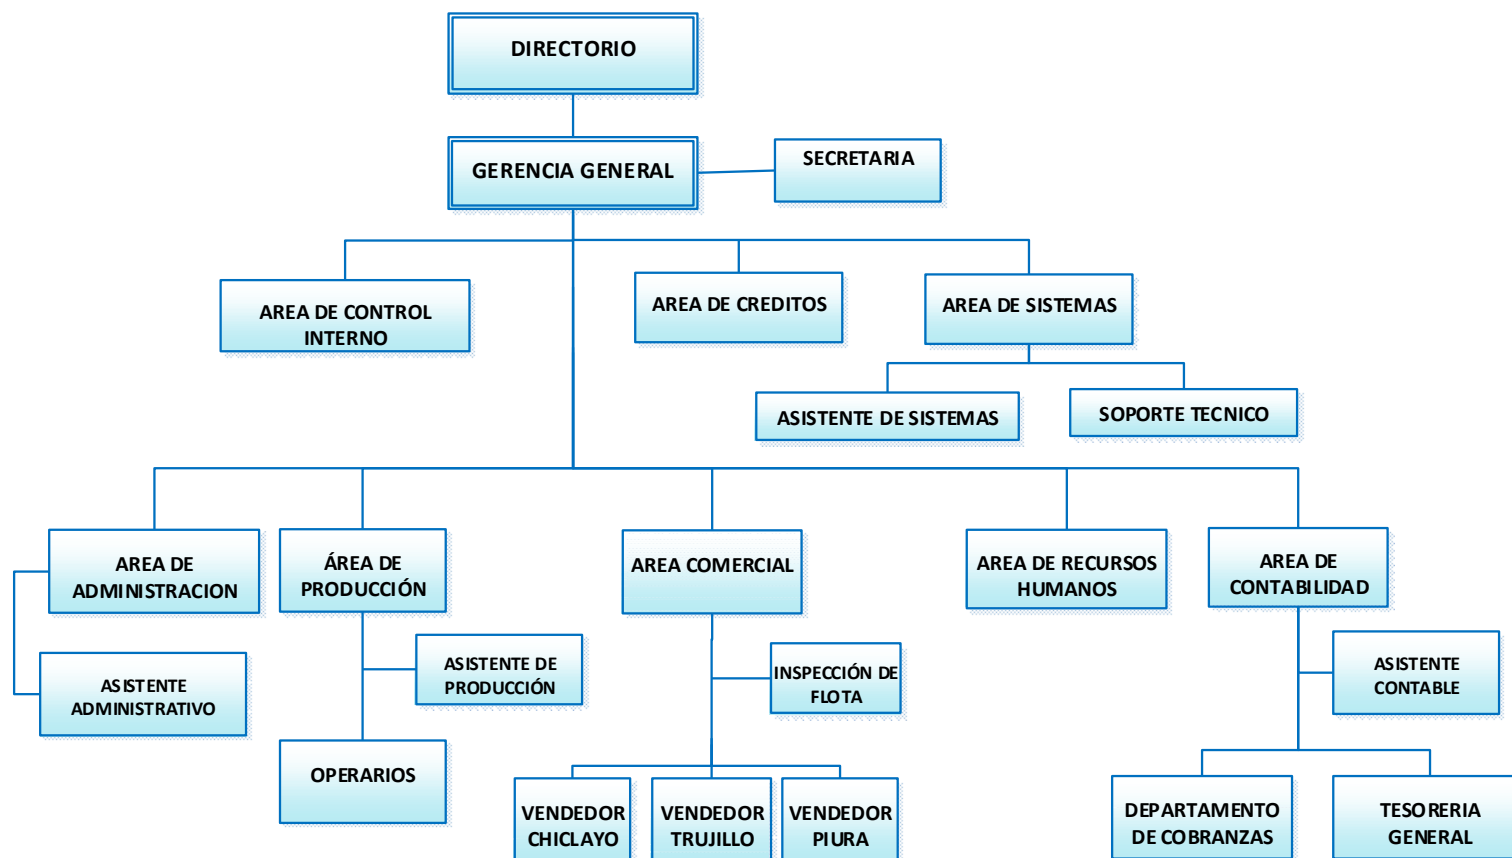 DIRECTORIO
GERENCIA GENERAL
SECRETARIA
AREA DE CONTROL
INTERNO
AREA DE CREDITOS
AREA DE SISTEMAS
ASISTENTE DE SISTEMAS
SOPORTE TECNICO
AREA DE
ADMINISTRACION
ÁREA DE
PRODUCCIÓN
AREA COMERCIAL
AREA DE RECURSOS
HUMANOS
AREA DE
CONTABILIDAD
ASISTENTE
ADMINISTRATIVO
ASISTENTE DE
PRODUCCIÓN
INSPECCIÓN DE
FLOTA
ASISTENTE
CONTABLE
OPERARIOS
VENDEDOR
CHICLAYO
VENDEDOR
TRUJILLO
VENDEDOR
PIURA
DEPARTAMENTO
DE COBRANZAS
TESORERIA
GENERAL